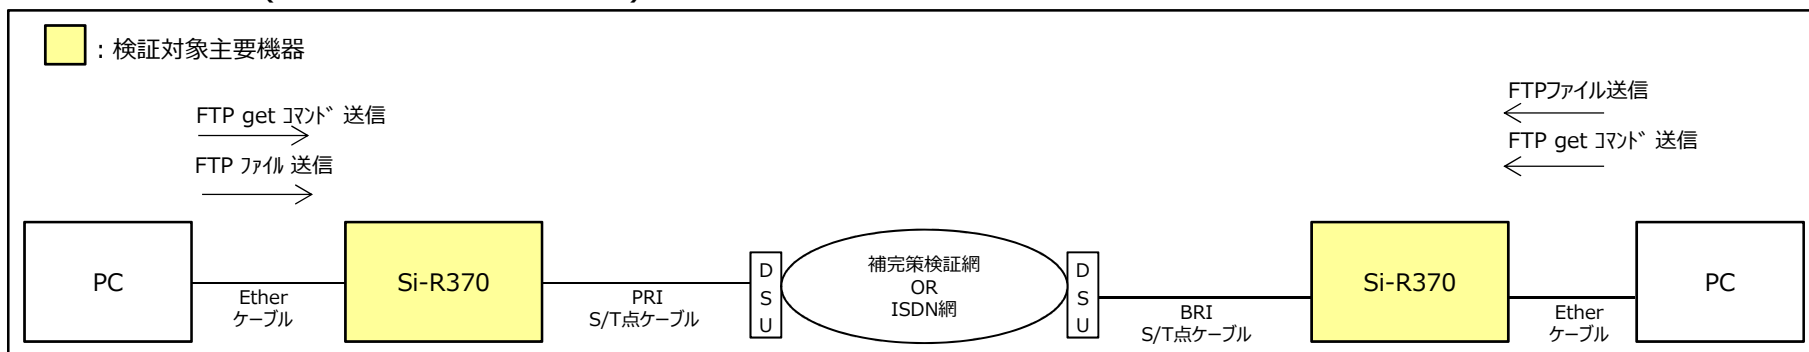 ：検証対象主要機器
FTP get ｺﾏﾝﾄﾞ 送信
FTP ﾌｧｲﾙ 送信
FTPファイル送信
FTP get ｺﾏﾝﾄﾞ 送信
PC
Ether
ケーブル
Si-R370
PRI
S/T点ケーブル
D
S
U
補完策検証網
OR
ISDN網
D
S
U
BRI
S/T点ケーブル
Si-R370
Ether
ケーブル
PC